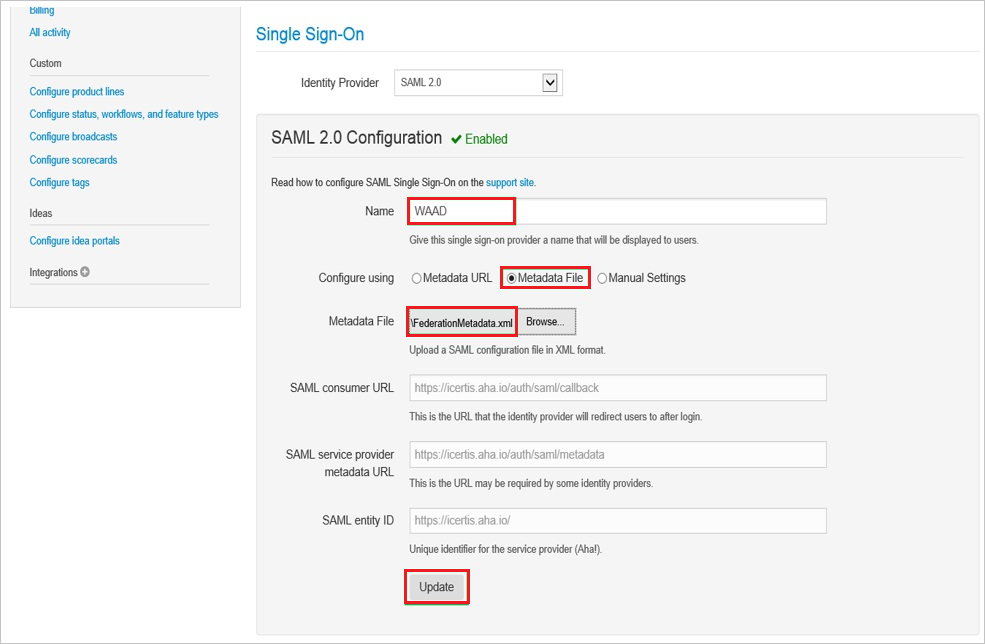 Billing
All activity
Custom
Configure product lines
Configure status, workflows, and feature types
Configure broadcasts
Configure scorecards
Configure tags
Ideas
Configure idea portals
Integrations
Single Sign-On
Identity Provider SAML 2.0
SAML 2.0 Configuration Enabled
Read how to configure SAML Single Sign-On on the support site.
Name WAAD
Give this single sign-on provider a name that will be displayed to users.
Configure using Metadata URL Metadata File Manual Settings
Metadata File \FederationMetadata.xml Browse...
Upload a SAML configuration file in XML format.
SAML consumer URL https://icertis.aha.io/auth/saml/callback
This is the URL that the identity provider will redirect users to after login.
SAML service provider
metadata URL https://icertis.aha.io/auth/saml/metadata
This is the URL may be required by some identity providers.
SAML entity ID https://icertis.aha.io/
Unique identifier for the service provider (Aha!).
Update